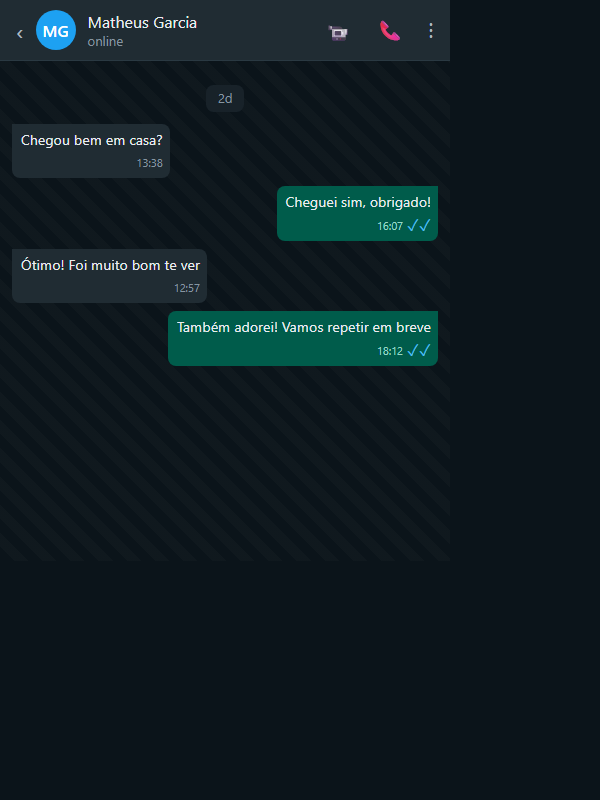 MG
Matheus Garcia
online
2d
Chegou bem em casa?
13:38
Cheguei sim, obrigado!
16:07
Ótimo! Foi muito bom te ver
12:57
Também adorei! Vamos repetir em breve
18:12